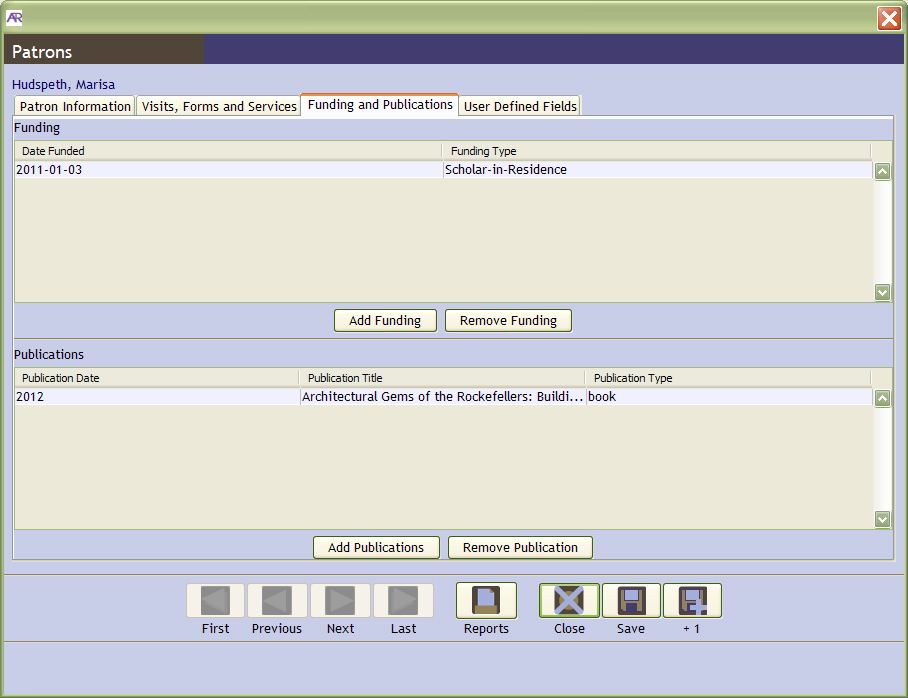 AR
Patrons
Hudspeth, Marisa
Patron Information Visits, Forms and Services Funding and Publications User Defined Fields
Funding
Date Funded Funding Type
2011-01-03 Scholar-in-Residence
Add Funding Remove Funding
Publications
Publication Date Publication Title Publication Type
2012 Architectural Gems of the Rockefellers: Buildi... book
Add Publications Remove Publication
First Previous Next Last Reports Close Save + 1